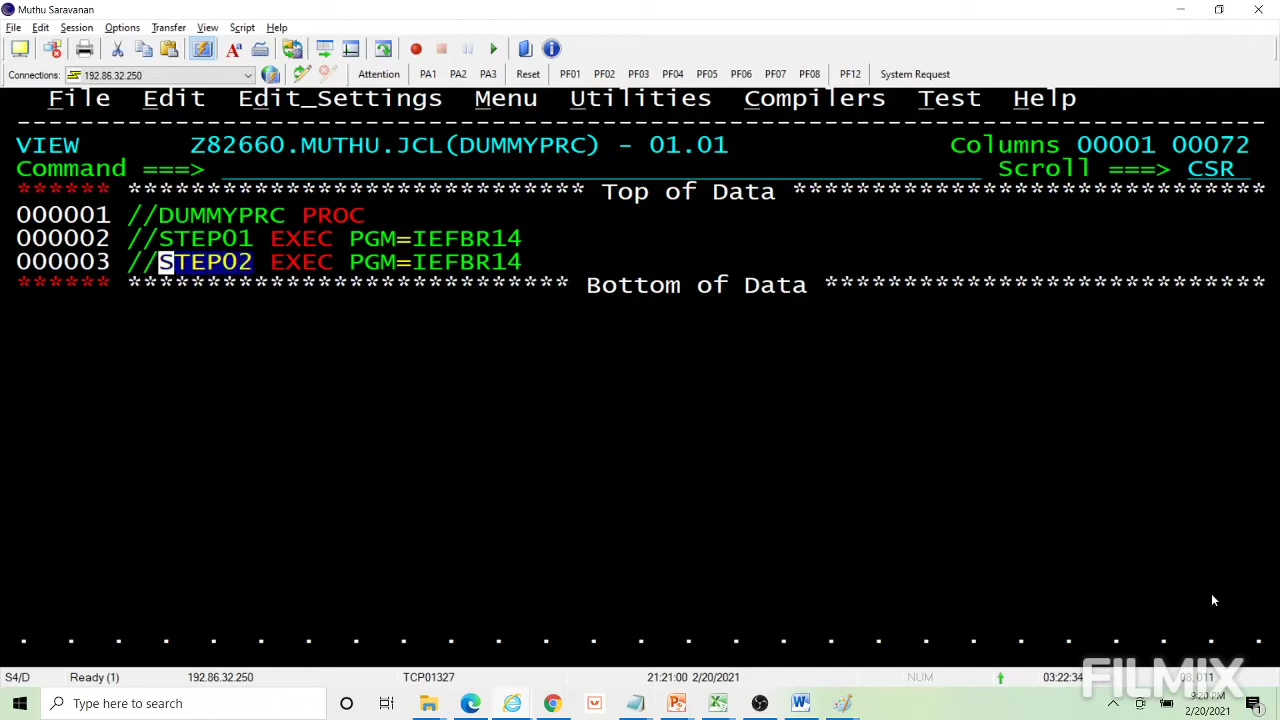 Muthu Saravanan
File Edit Session Options Transfer View Script Help
Connections: 192.86.32.250 Attention PA1 PA2 PA3 Reset PF01 PF02 PF03 PF04 PF05 PF06 PF07 PF08 PF12 System Request
File Edit Edit_Settings Menu Utilities Compilers Test Help
--------------------------------------------------------------------------------
VIEW Z82660.MUTHU.JCL(DUMMYPRC) - 01.01 Columns 00001 00072
Command ===> Scroll ===> CSR
****** ***************************** Top of Data ******************************
000001 //DUMMYPRC PROC
000002 //STEP01 EXEC PGM=IEFBR14
000003 //STEP02 EXEC PGM=IEFBR14
****** **************************** Bottom of Data ****************************
. . . . . . . . . . . . . . . . . . . . . . . . . . .
S4/D Ready (1) 192.86.32.250 TCP01327 21:21:00 2/20/2021 NUM 03:22:34
FILMIX
Type here to search
9:20 PM
2/20/2021